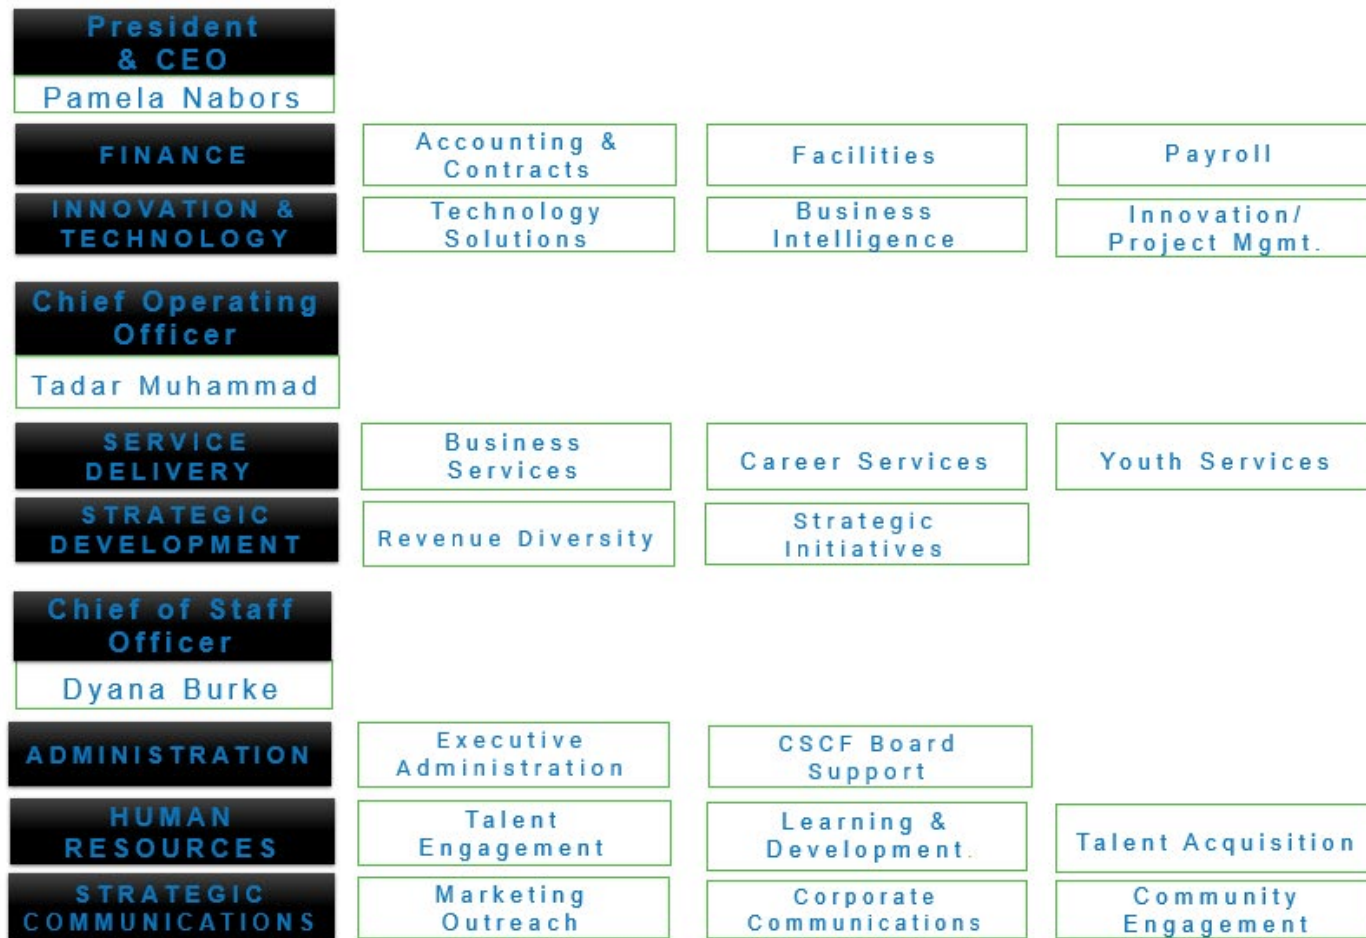 President
& CEO
Pamela Nabors
FINANCE
Accounting &
Contracts
Facilities
Payroll
INNOVATION &
TECHNOLOGY
Technology
Solutions
Business
Intelligence
Innovation/
Project Mgmt.
Chief Operating
Officer
Tadar Muhammad
SERVICE
DELIVERY
Business
Services
Career Services
Youth Services
STRATEGIC
DEVELOPMENT
Revenue Diversity
Strategic
Initiatives
Chief of Staff
Officer
Dyana Burke
ADMINISTRATION
Executive
Administration
CSCF Board
Support
HUMAN
RESOURCES
Talent
Engagement
Learning &
Development.
Talent Acquisition
STRATEGIC
COMMUNICATIONS
Marketing
Outreach
Corporate
Communications
Community
Engagement